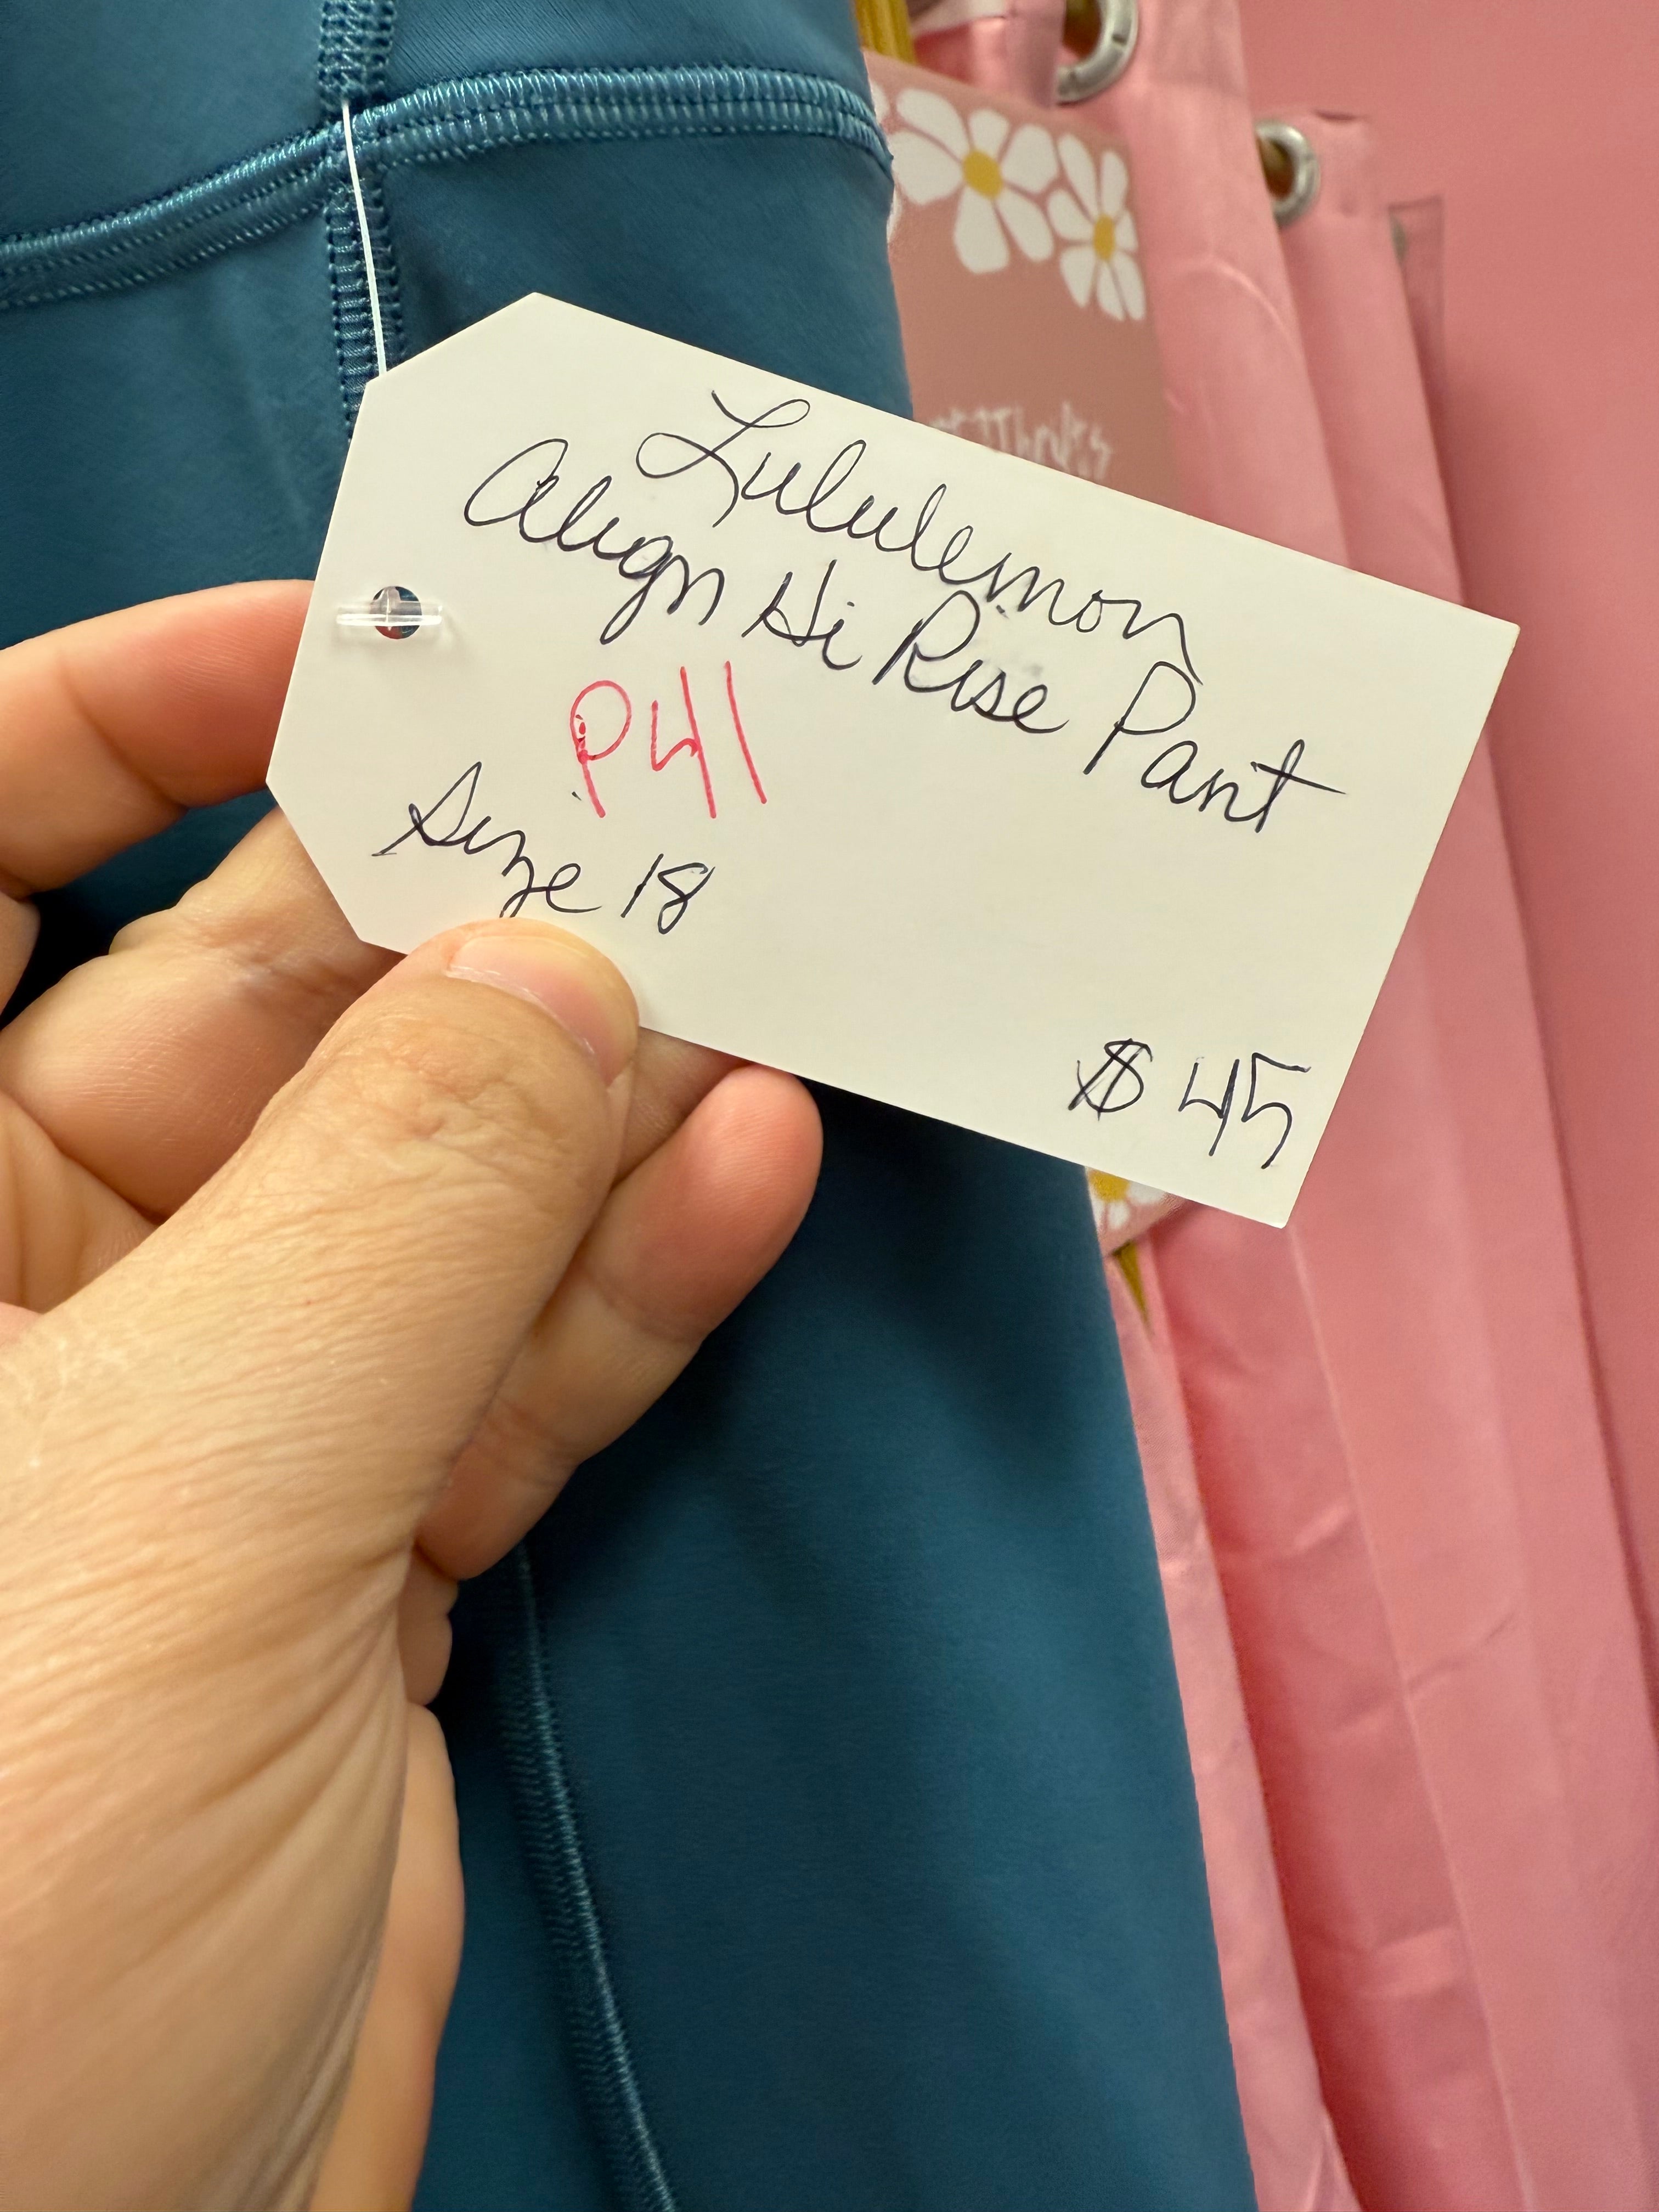 Lululemon
Align Hi Rise Pant
P41
Size 18
$45